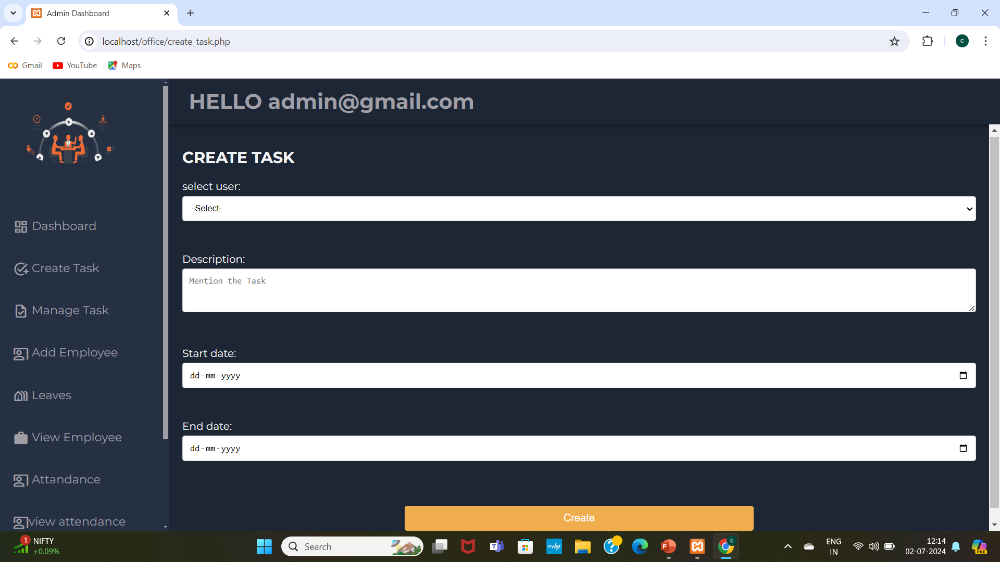 Admin Dashboard
localhost/office/create_task.php
C
Gmail
YouTube
Maps
HELLO admin@gmail.com
CREATE TASK
select user:
-Select-
Description:
Mention the Task
Start date:
dd-mm-yyyy
End date:
dd-mm-yyyy
Create
Dashboard
Create Task
Manage Task
Add Employee
Leaves
View Employee
Attandance
view attendance
1
NIFTY
+0.09%
Search
myhp
ENG
IN
12:14
02-07-2024
PRE